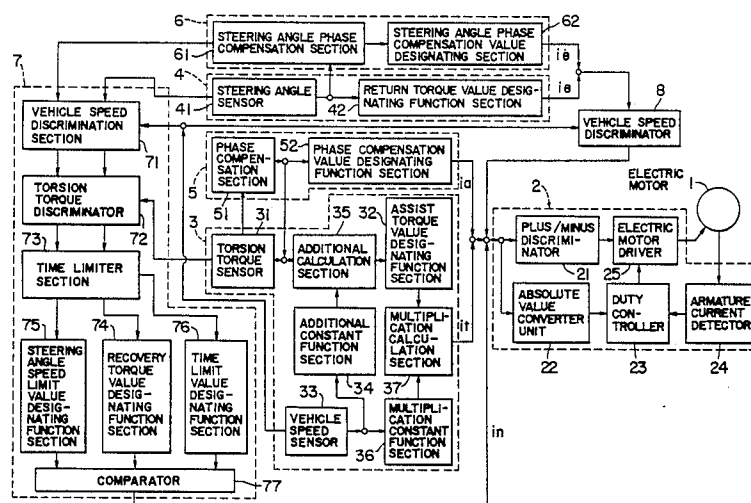 6
STEERING ANGLE PHASE
COMPENSATION SECTION
61
STEERING ANGLE PHASE
COMPENSATION VALUE
DESIGNATING SECTION
62
ie
4
STEERING ANGLE
SENSOR
41
RETURN TORQUE VALUE DESIG-
NATING FUNCTION SECTION
42
ie
8
VEHICLE SPEED
DISCRIMINATOR
7
VEHICLE SPEED
DISCRIMINATION
SECTION
71
TORSION
TORQUE
DISCRIMINATOR
72
73
TIME LIMITER
SECTION
75
STEERING
ANGLE
SPEED
LIMIT
VALUE
DESIG-
NATING
FUNCTION
SECTION
74
RECOVERY
TORQUE
VALUE
DESIG-
NATING
FUNCTION
SECTION
76
TIME
LIMIT
VALUE
DESIG-
NATING
FUNCTION
SECTION
COMPARATOR
77
PHASE
COMPEN-
SATION
SECTION
5
51
52
PHASE COMPENSATION
VALUE DESIGNATING
FUNCTION SECTION
ia
3
31
TORSION
TORQUE
SENSOR
35
ADDITIONAL
CALCULATION
SECTION
32
ASSIST
TORQUE
VALUE
DESIG-
NATING
FUNCTION
SECTION
ADDITIONAL
CONSTANT
FUNCTION
SECTION
34
MULTIPLI-
CATION
CALCULA-
TION
SECTION
37
it
33
VEHICLE
SPEED
SENSOR
MULTIPLI-
CATION
CONSTANT
FUNCTION
SECTION
36
in
2
PLUS/MINUS
DISCRIMI-
NATOR
21
ELECTRIC
MOTOR
DRIVER
25
ELECTRIC
MOTOR
1
ABSOLUTE
VALUE
CONVERTER
UNIT
22
DUTY
CON-
TROLLER
23
ARMATURE
CURRENT
DETECTOR
24